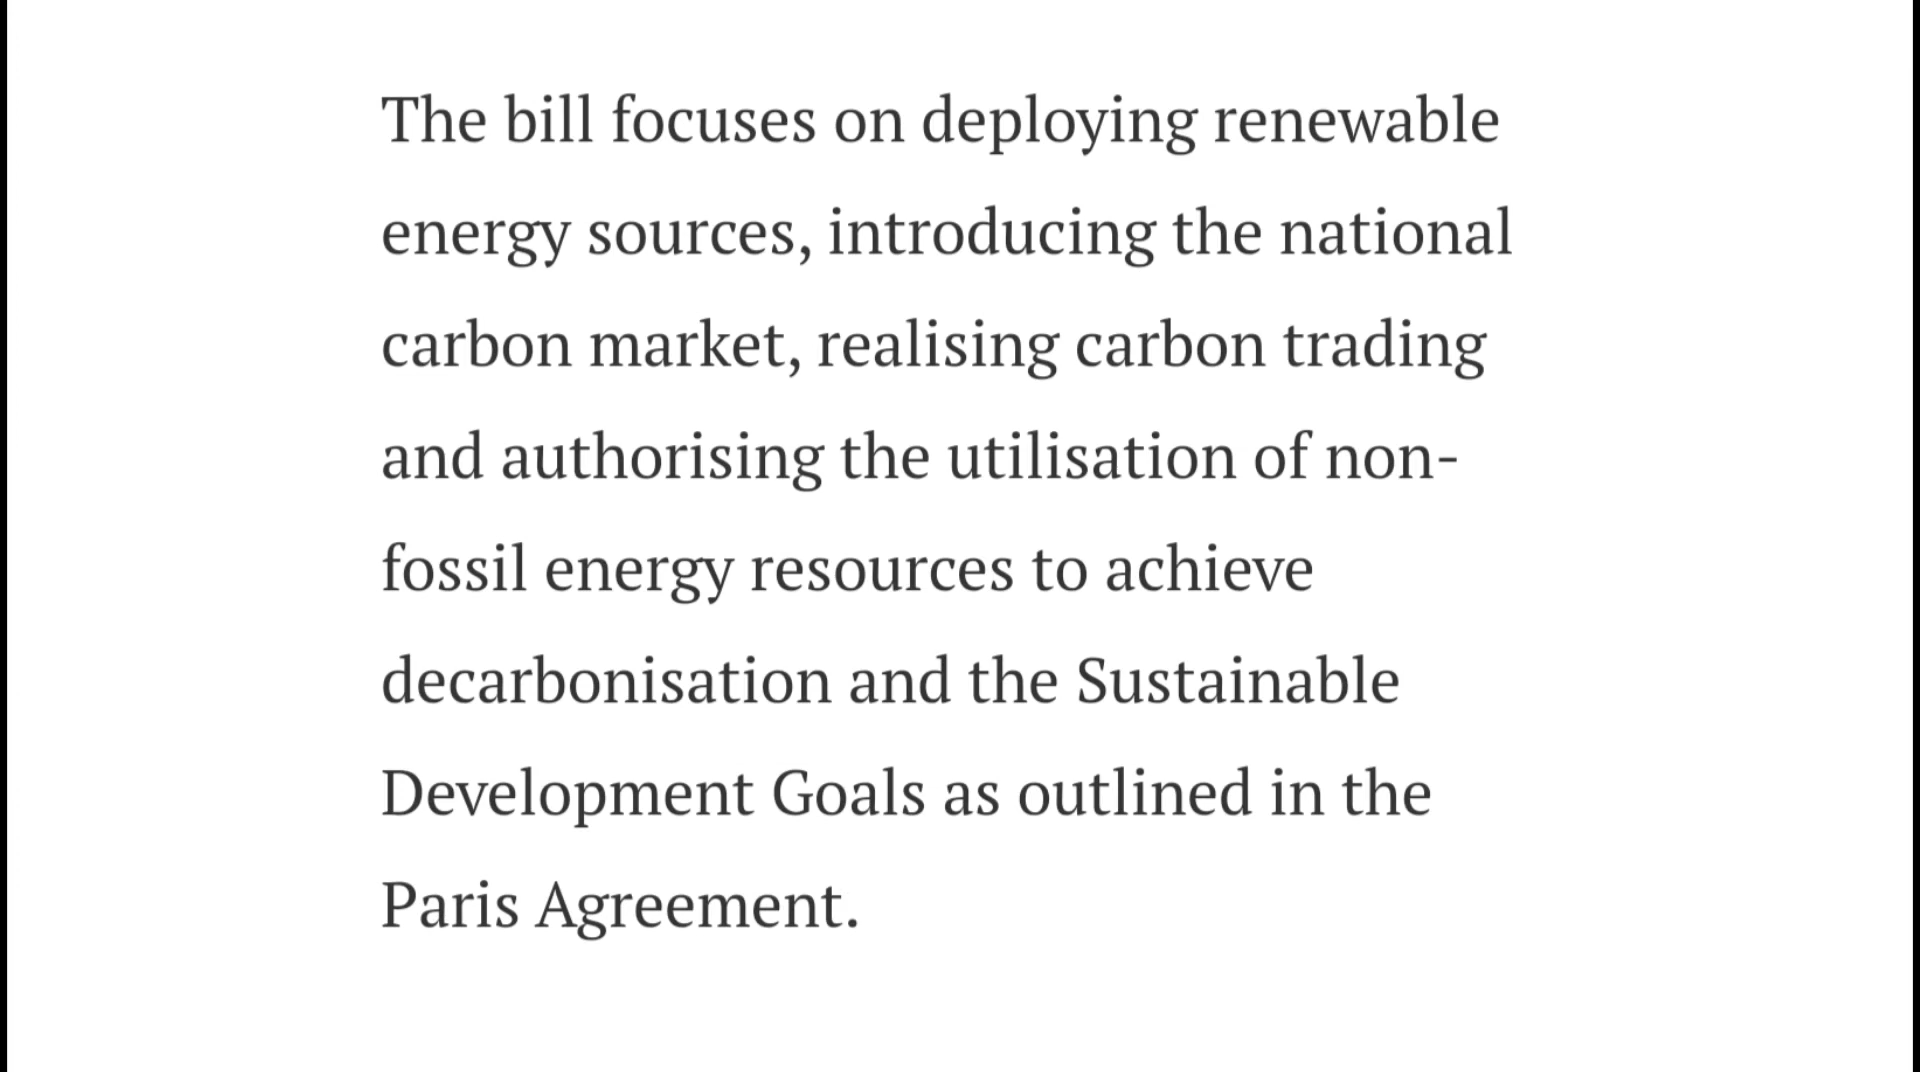 The bill focuses on deploying renewable
energy sources, introducing the national
carbon market, realising carbon trading
and authorising the utilisation of non-
fossil energy resources to achieve
decarbonisation and the Sustainable
Development Goals as outlined in the
Paris Agreement.